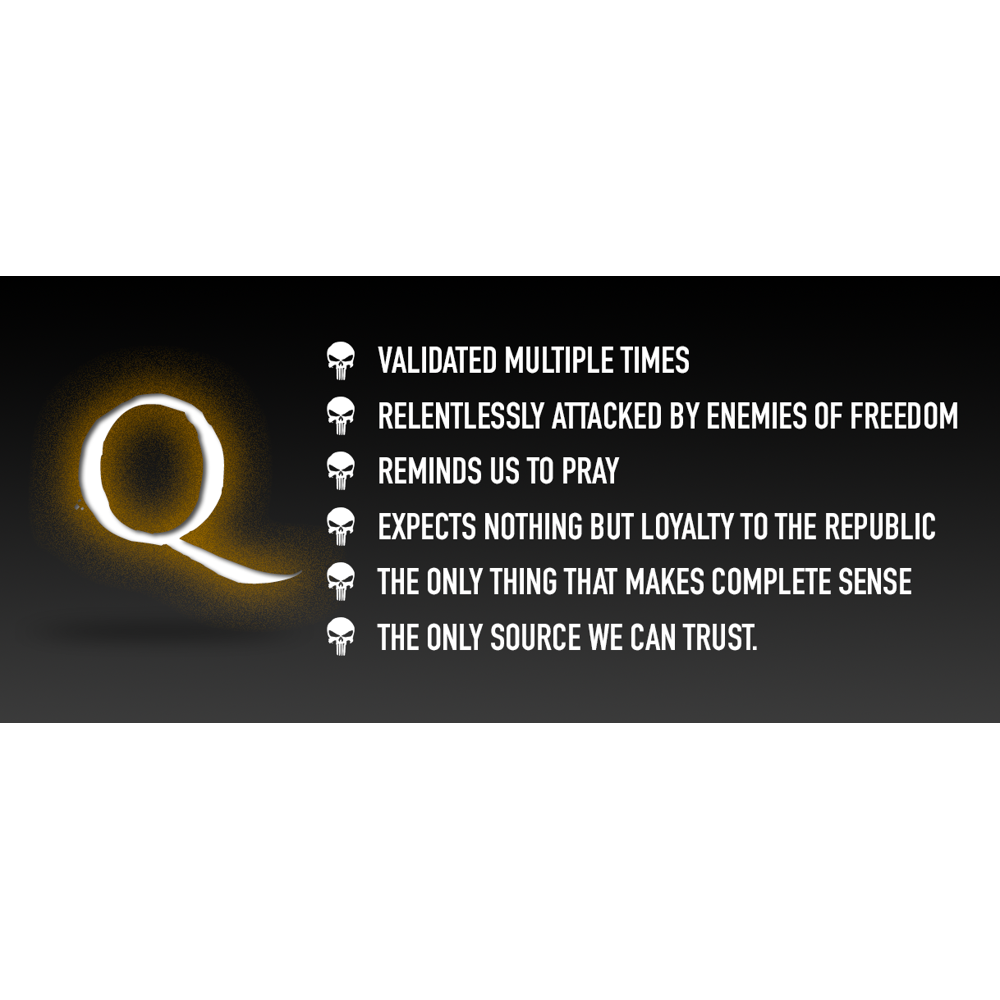 Q
VALIDATED MULTIPLE TIMES
RELENTLESSLY ATTACKED BY ENEMIES OF FREEDOM
REMINDS US TO PRAY
EXPECTS NOTHING BUT LOYALTY TO THE REPUBLIC
THE ONLY THING THAT MAKES COMPLETE SENSE
THE ONLY SOURCE WE CAN TRUST.